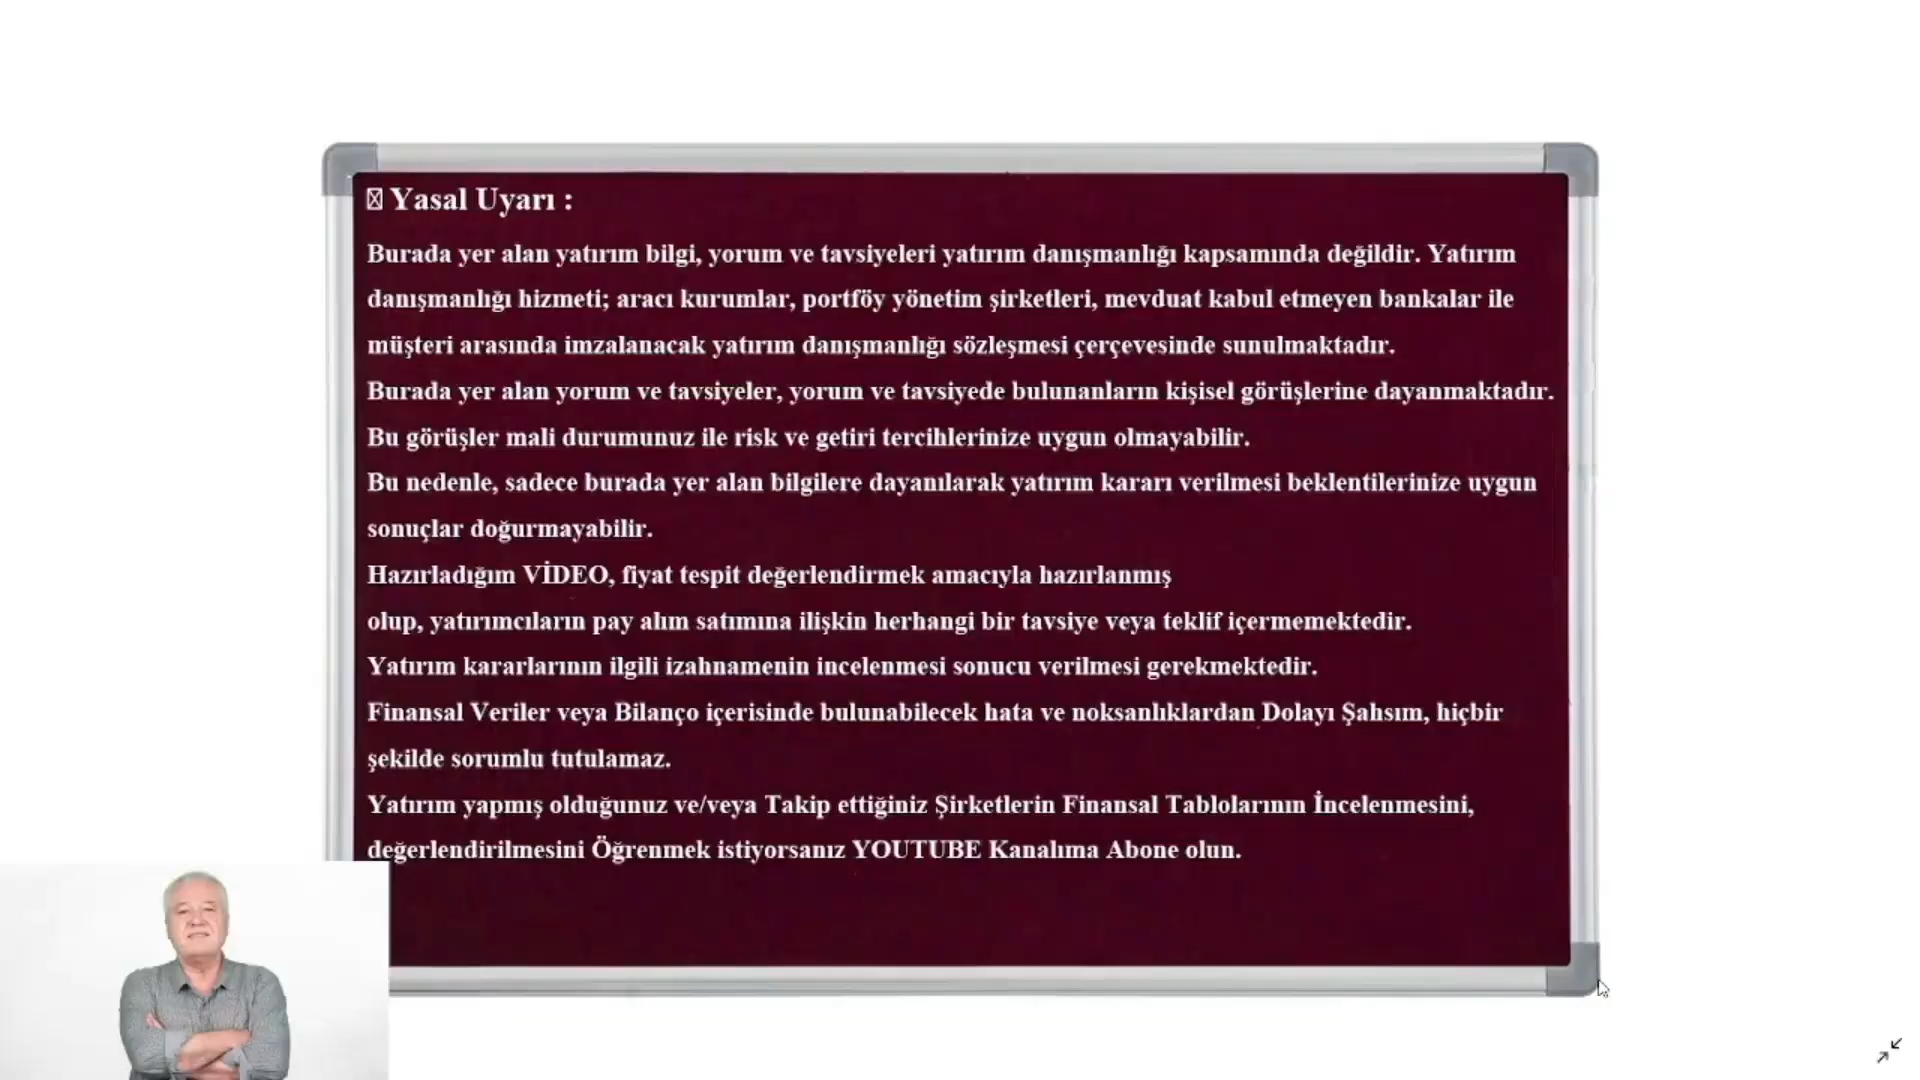 Yasal Uyarı :
Burada yer alan yatırım bilgi, yorum ve tavsiyeleri yatırım danışmanlığı kapsamında değildir. Yatırım
danışmanlığı hizmeti; aracı kurumlar, portföy yönetim şirketleri, mevduat kabul etmeyen bankalar ile
müşteri arasında imzalanacak yatırım danışmanlığı sözleşmesi çerçevesinde sunulmaktadır.
Burada yer alan yorum ve tavsiyeler, yorum ve tavsiyede bulunanların kişisel görüşlerine dayanmaktadır.
Bu görüşler mali durumunuz ile risk ve getiri tercihlerinize uygun olmayabilir.
Bu nedenle, sadece burada yer alan bilgilere dayanılarak yatırım kararı verilmesi beklentilerinize uygun
sonuçlar doğurmayabilir.
Hazırladığım VİDEO, fiyat tespit değerlendirmek amacıyla hazırlanmış
olup, yatırımcıların pay alım satımına ilişkin herhangi bir tavsiye veya teklif içermemektedir.
Yatırım kararlarının ilgili izahnamenin incelenmesi sonucu verilmesi gerekmektedir.
Finansal Veriler veya Bilanço içerisinde bulunabilecek hata ve noksanlıklardan Dolayı Şahsım, hiçbir
şekilde sorumlu tutulamaz.
Yatırım yapmış olduğunuz ve/veya Takip ettiğiniz Şirketlerin Finansal Tablolarının İncelenmesini,
değerlendirilmesini Öğrenmek istiyorsanız YOUTUBE Kanalıma Abone olun.